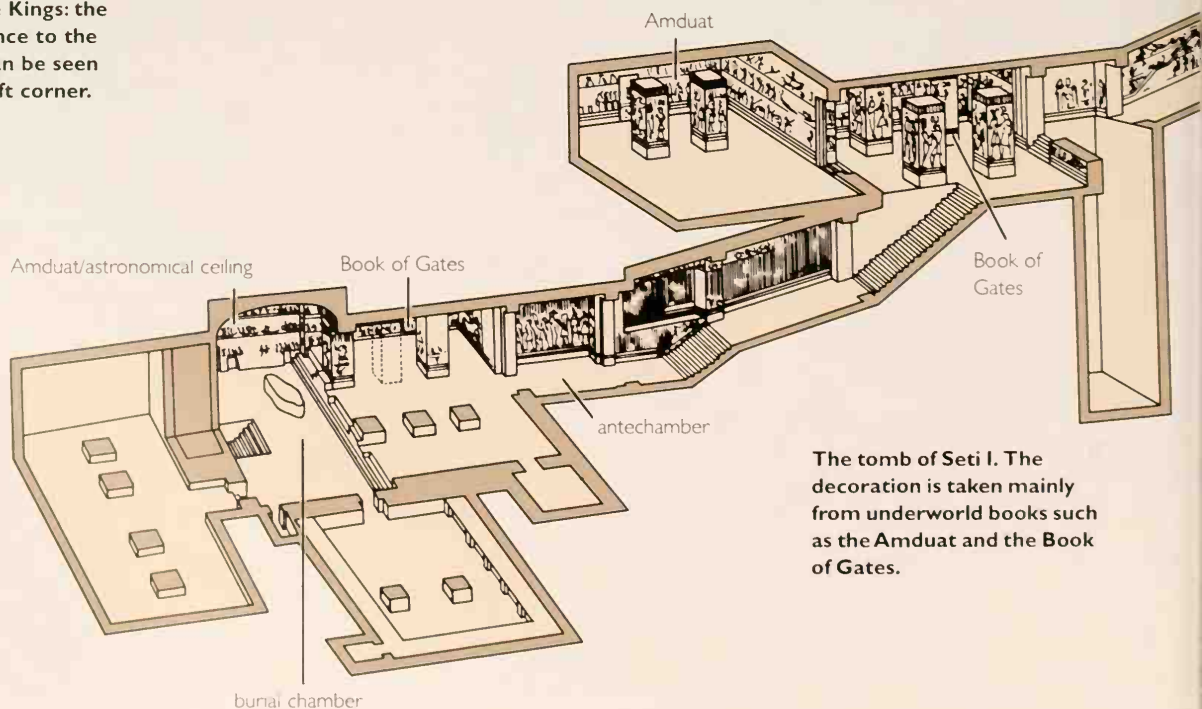 Kings: the
nce to the
an be seen
ft corner.
Amduat
Amduat/astronomical ceiling
Book of Gates
Book of
Gates
antechamber
The tomb of Seti I. The
decoration is taken mainly
from underworld books such
as the Amduat and the Book
of Gates.
burial chamber